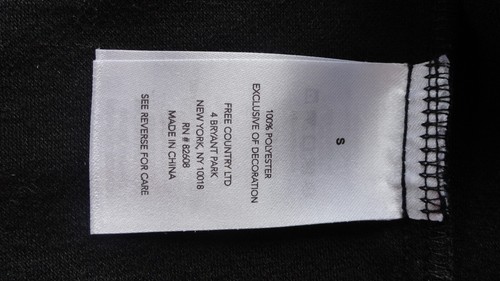 S
100% POLYESTER
EXCLUSIVE OF DECORATION
FREE COUNTRY LTD
4 BRYANT PARK
NEW YORK, NY 10018
RN # 82608
MADE IN CHINA
SEE REVERSE FOR CARE